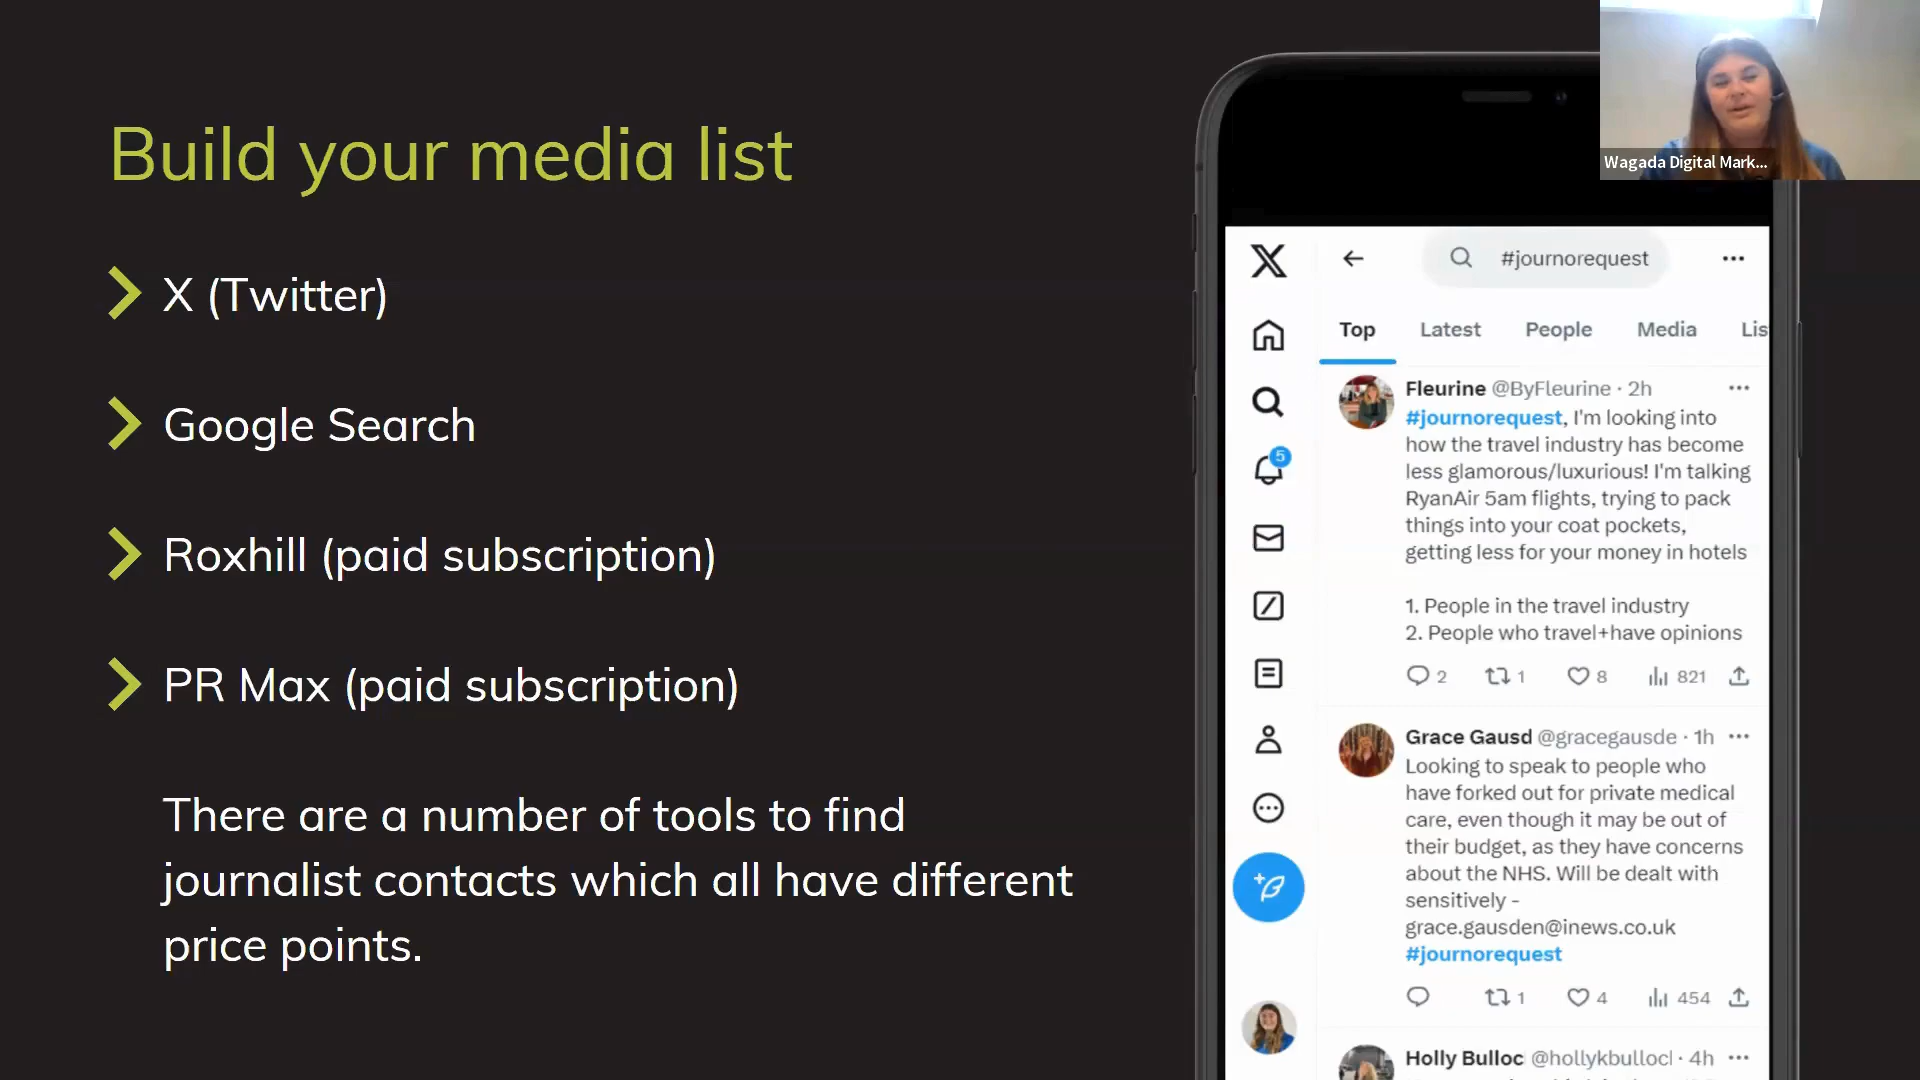 Build your media list
X (Twitter)
Google Search
Roxhill (paid subscription)
PR Max (paid subscription)
There are a number of tools to find
journalist contacts which all have different
price points.
Wagada Digital Mark...
#journorequest
Top Latest People Media Lis
5
Fleurine @ByFleurine · 2h
#journorequest, I'm looking into
how the travel industry has become
less glamorous/luxurious! I'm talking
RyanAir 5am flights, trying to pack
things into your coat pockets,
getting less for your money in hotels
1. People in the travel industry
2. People who travel+have opinions
2 1 8 821
Grace Gausd @gracegausde · 1h
Looking to speak to people who
have forked out for private medical
care, even though it may be out of
their budget, as they have concerns
about the NHS. Will be dealt with
sensitively -
grace.gausden@inews.co.uk
#journorequest
1 4 454
Holly Bulloc @hollykbulloc · 4h